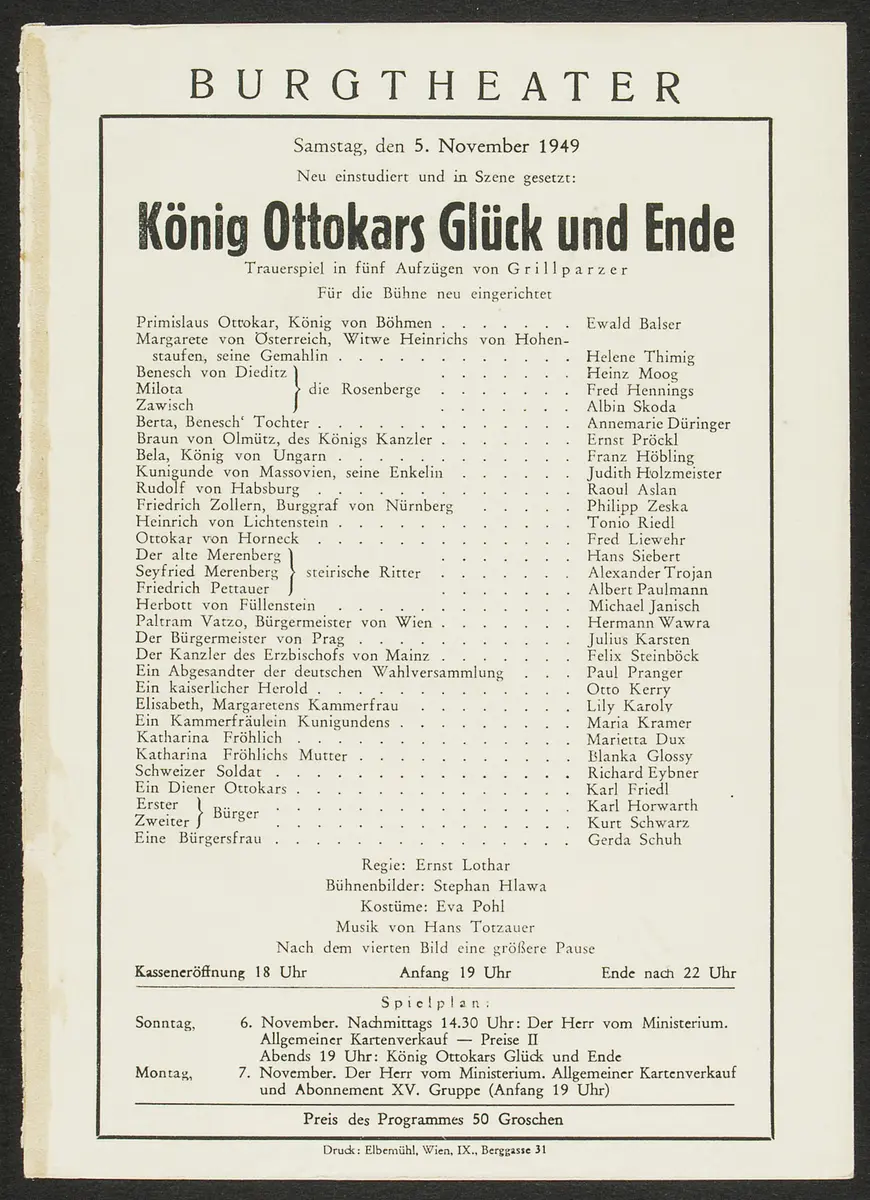 BURGTHEATER
Samstag, den 5. November 1949
Neu einstudiert und in Szene gesetzt:
König Ottokars Glück und Ende
Trauerspiel in fünf Aufzügen von Grillparzer
Für die Bühne neu eingerichtet
Primislaus Ottokar, König von Böhmen . . . . . . . Ewald Balser
Margarete von Österreich, Witwe Heinrichs von Hohen-
staufen, seine Gemahlin . . . . . . . . . . . . Helene Thimig
Benesch von Dieditz . . . . . . . Heinz Moog
Milota } die Rosenberge . . . . . . . Fred Hennings
Zawisch . . . . . . . Albin Skoda
Berta, Benesch' Tochter . . . . . . . . . . . . . Annemarie Düringer
Braun von Olmütz, des Königs Kanzler . . . . . . . Ernst Pröckl
Bela, König von Ungarn . . . . . . . . . . . . Franz Höbling
Kunigunde von Massovien, seine Enkelin . . . . . . Judith Holzmeister
Rudolf von Habsburg . . . . . . . . . . . . . Raoul Aslan
Friedrich Zollern, Burggraf von Nürnberg . . . . . Philipp Zeska
Heinrich von Lichtenstein . . . . . . . . . . . . Tonio Riedl
Ottokar von Horneck . . . . . . . . . . . . . Fred Liewehr
Der alte Merenberg . . . . . . . Hans Siebert
Seyfried Merenberg } steirische Ritter . . . . . . . Alexander Trojan
Friedrich Pettauer . . . . . . . Albert Paulmann
Herbott von Füllenstein . . . . . . . . . . . . Michael Janisch
Paltram Vatzo, Bürgermeister von Wien . . . . . . . Hermann Wawra
Der Bürgermeister von Prag . . . . . . . . . . . Julius Karsten
Der Kanzler des Erzbischofs von Mainz . . . . . . . Felix Steinböck
Ein Abgesandter der deutschen Wahlversammlung . . . Paul Pranger
Ein kaiserlicher Herold . . . . . . . . . . . . . Otto Kerry
Elisabeth, Margaretens Kammerfrau . . . . . . . . Lily Karoly
Ein Kammerfräulein Kunigundens . . . . . . . . . Maria Kramer
Katharina Fröhlich . . . . . . . . . . . . . . Marietta Dux
Katharina Fröhlichs Mutter . . . . . . . . . . . Blanka Glossy
Schweizer Soldat . . . . . . . . . . . . . . . Richard Eybner
Ein Diener Ottokars . . . . . . . . . . . . . . Karl Friedl
Erster } Bürger . . . . . . . . . . . . . . . Karl Horwarth
Zweiter . . . . . . . . . . . . . . . Kurt Schwarz
Eine Bürgersfrau . . . . . . . . . . . . . . . Gerda Schuh
Regie: Ernst Lothar
Bühnenbilder: Stephan Hlawa
Kostüme: Eva Pohl
Musik von Hans Totzauer
Nach dem vierten Bild eine größere Pause
Kasseneröffnung 18 Uhr Anfang 19 Uhr Ende nach 22 Uhr
Spielplan:
Sonntag, 6. November. Nachmittags 14.30 Uhr: Der Herr vom Ministerium.
Allgemeiner Kartenverkauf — Preise II
Abends 19 Uhr: König Ottokars Glück und Ende
Montag, 7. November. Der Herr vom Ministerium. Allgemeiner Kartenverkauf
und Abonnement XV. Gruppe (Anfang 19 Uhr)
Preis des Programmes 50 Groschen
Druck: Elbemühl, Wien, IX., Berggasse 31